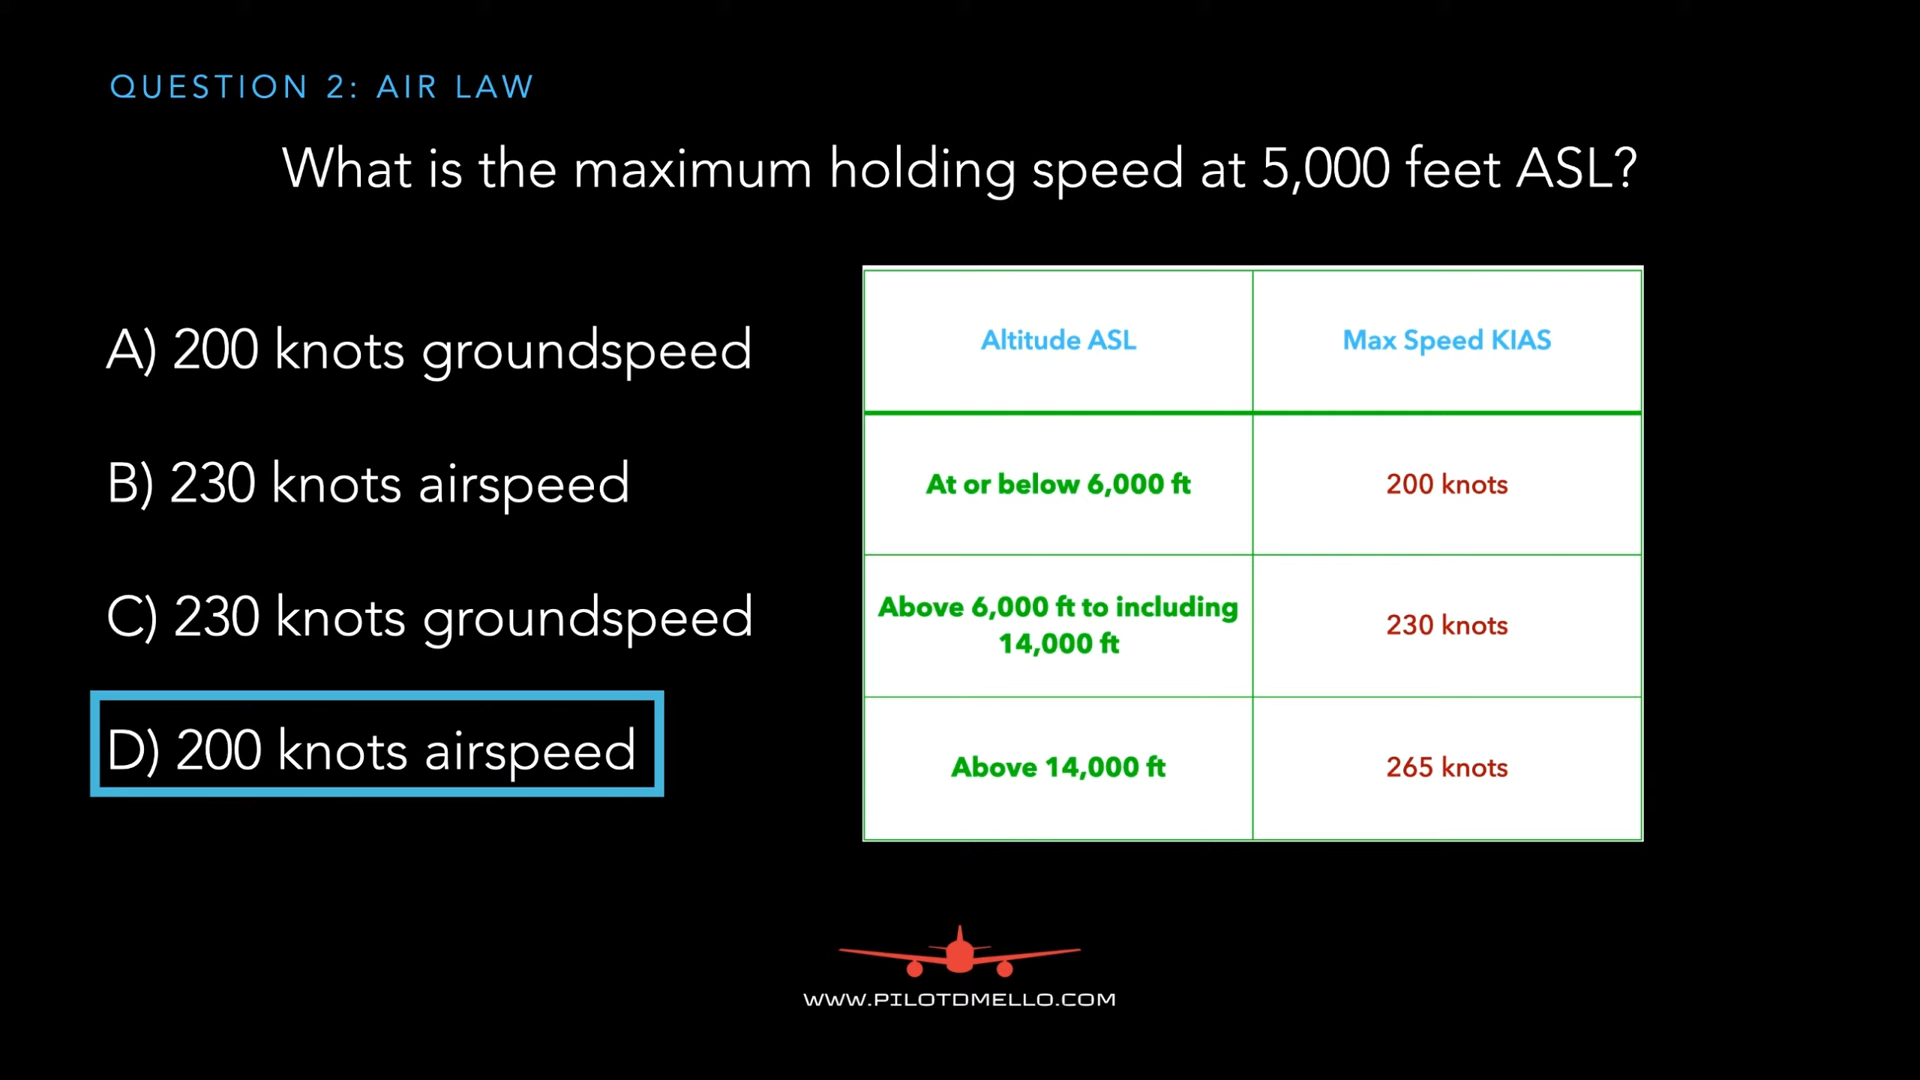 QUESTION 2: AIR LAW
What is the maximum holding speed at 5,000 feet ASL?
A) 200 knots groundspeed
B) 230 knots airspeed
C) 230 knots groundspeed
D) 200 knots airspeed
Altitude ASL
Max Speed KIAS
At or below 6,000 ft
200 knots
Above 6,000 ft to including
14,000 ft
230 knots
Above 14,000 ft
265 knots
WWW.PILOTDMELLO.COM